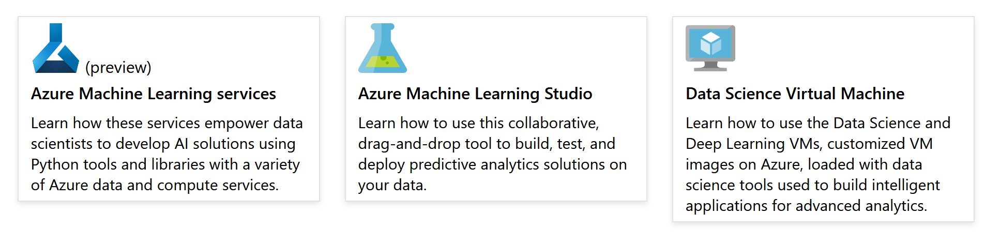 (preview)
Azure Machine Learning services
Learn how these services empower data
scientists to develop AI solutions using
Python tools and libraries with a variety
of Azure data and compute services.
Azure Machine Learning Studio
Learn how to use this collaborative,
drag-and-drop tool to build, test, and
deploy predictive analytics solutions on
your data.
Data Science Virtual Machine
Learn how to use the Data Science and
Deep Learning VMs, customized VM
images on Azure, loaded with data
science tools used to build intelligent
applications for advanced analytics.